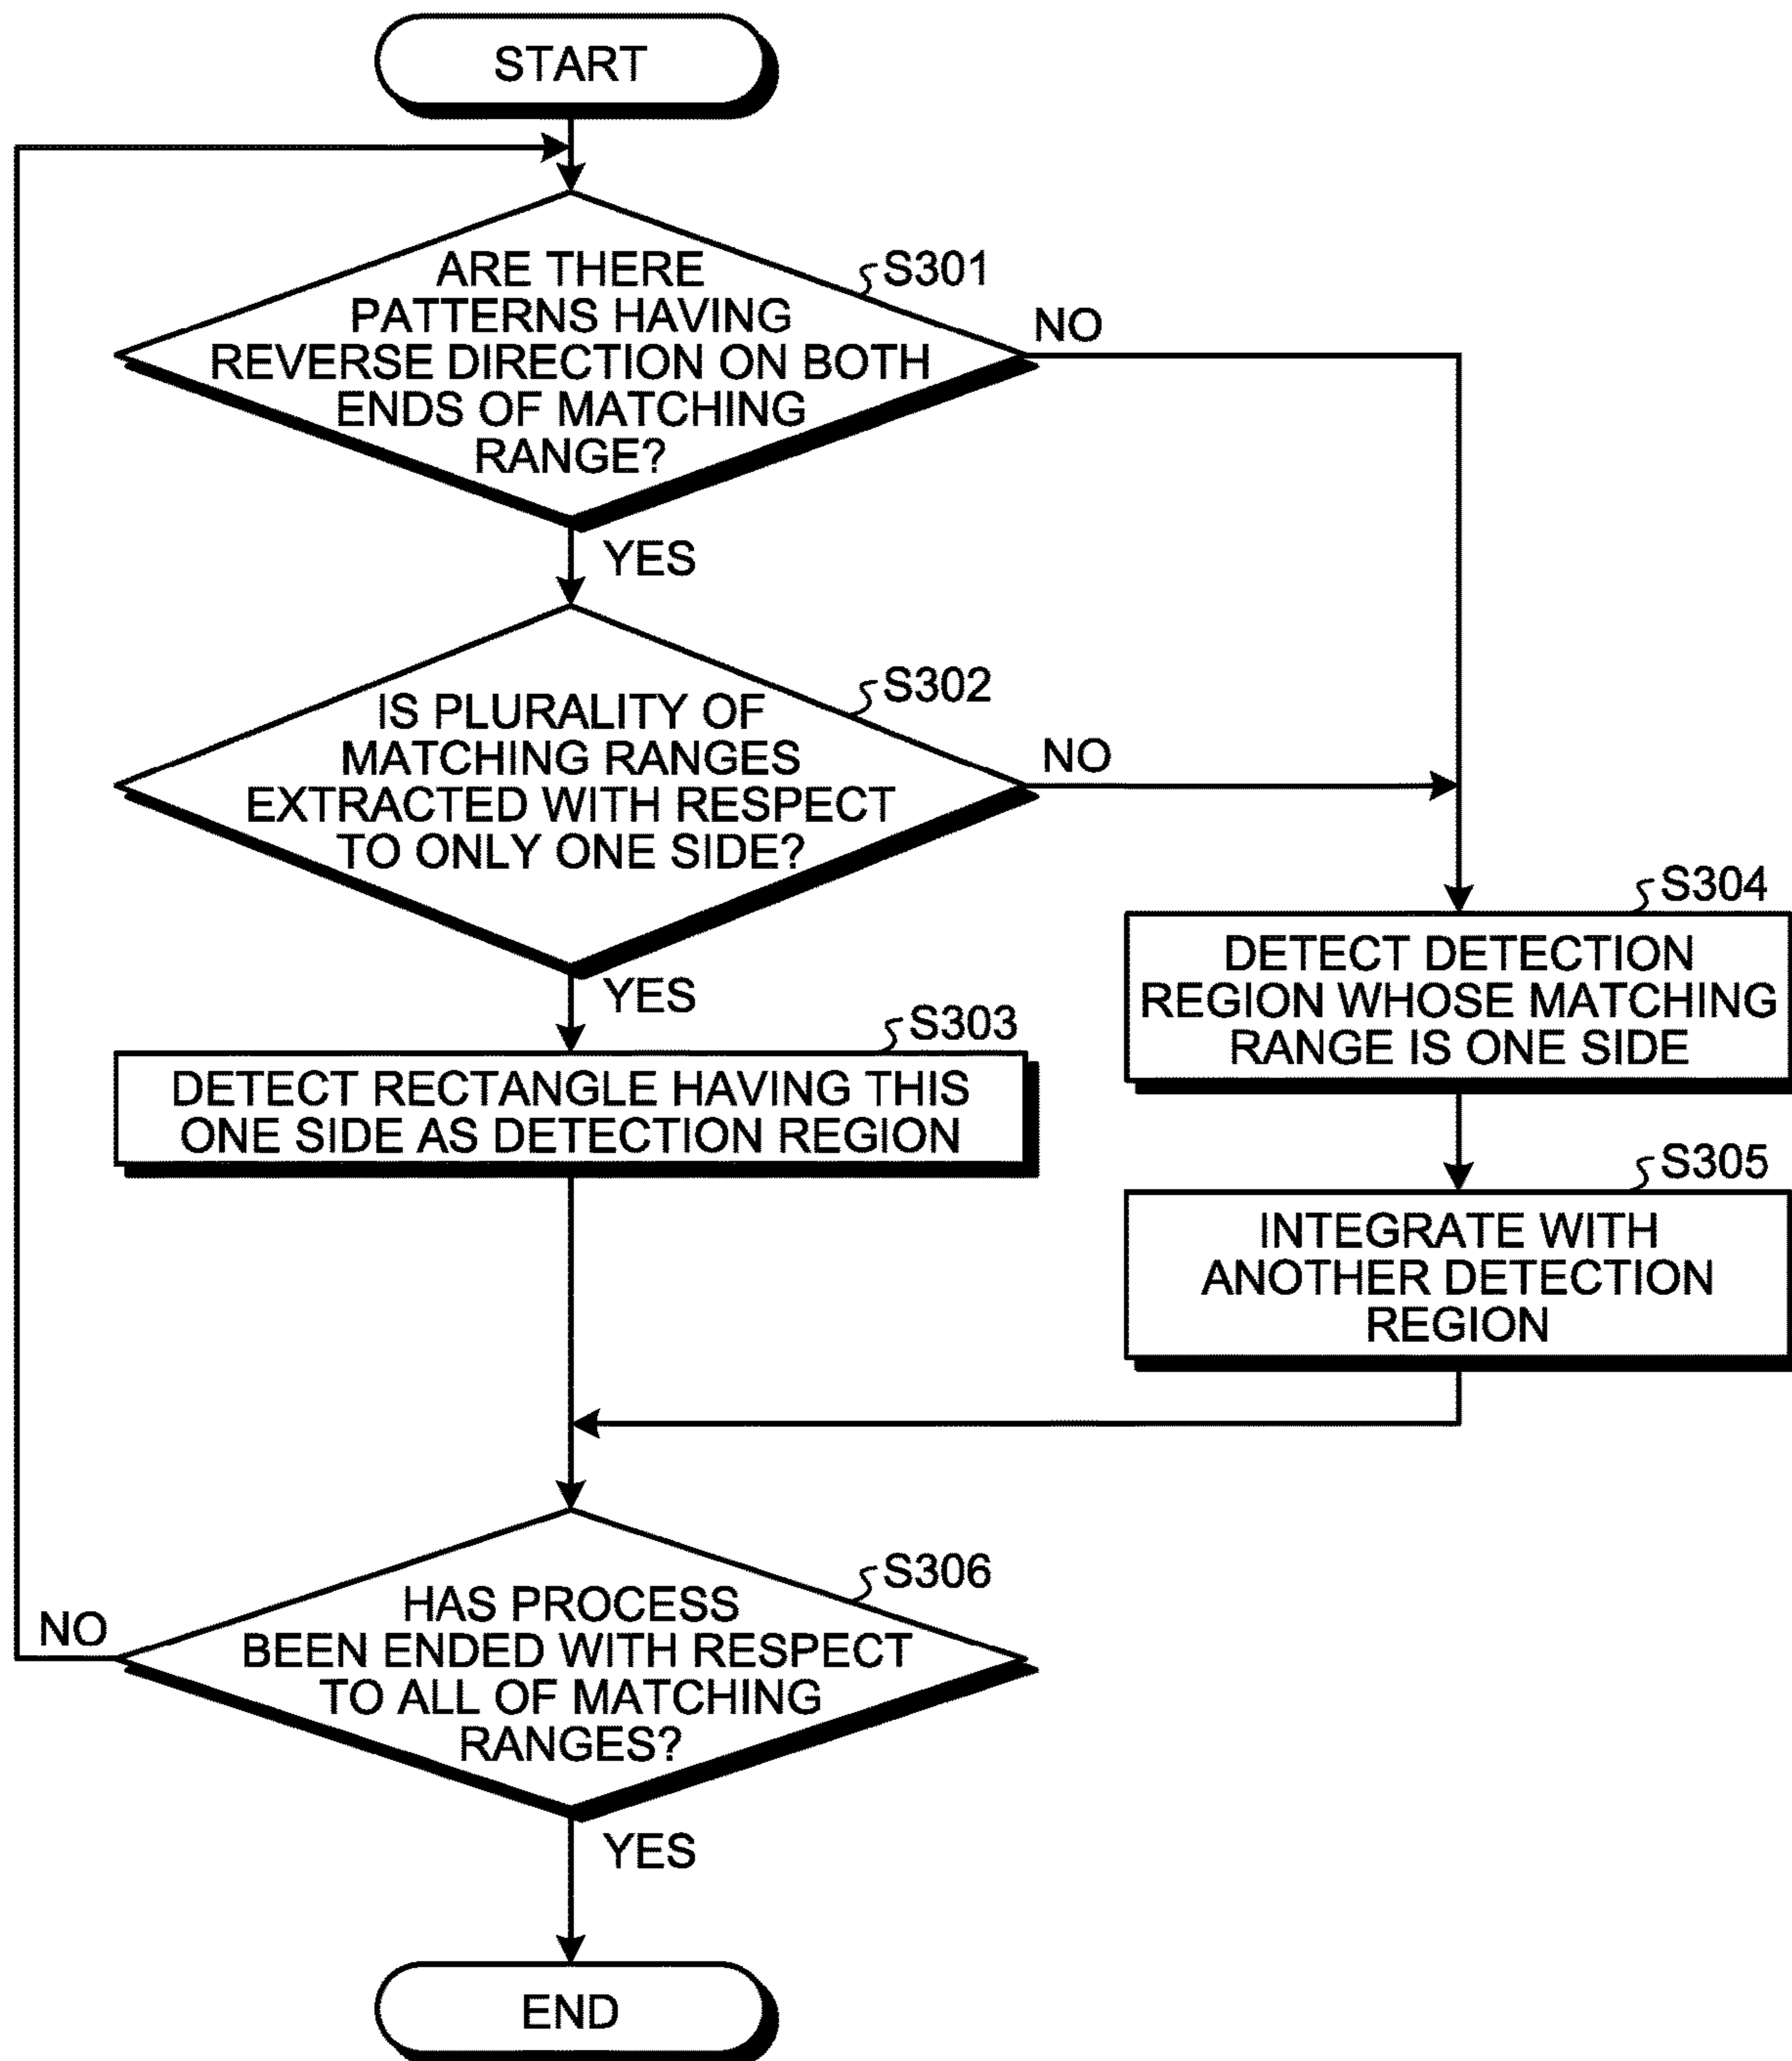 START
ARE THERE
PATTERNS HAVING
REVERSE DIRECTION ON BOTH
ENDS OF MATCHING
RANGE?
S301
NO
YES
IS PLURALITY OF
MATCHING RANGES
EXTRACTED WITH RESPECT
TO ONLY ONE SIDE?
S302
NO
YES
S303
DETECT RECTANGLE HAVING THIS
ONE SIDE AS DETECTION REGION
S304
DETECT DETECTION
REGION WHOSE MATCHING
RANGE IS ONE SIDE
S305
INTEGRATE WITH
ANOTHER DETECTION
REGION
S306
HAS PROCESS
BEEN ENDED WITH RESPECT
TO ALL OF MATCHING
RANGES?
NO
YES
END